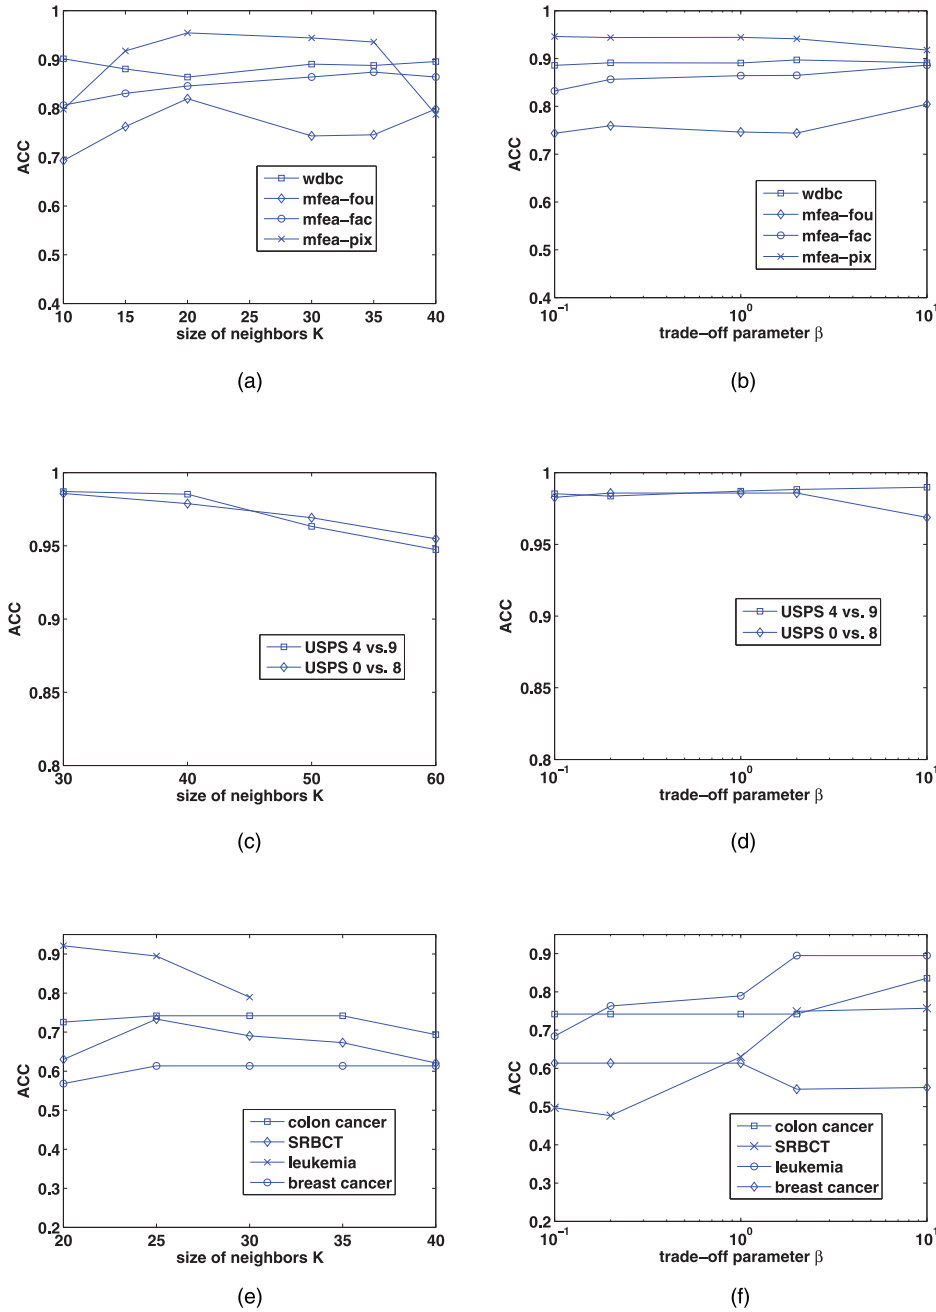 1
0.9
0.8
0.7
0.6
0.5
0.4
ACC
10 15 20 25 30 35 40
size of neighbors K
wdbc
mfea-fou
mfea-fac
mfea-pix
(a)
1
0.9
0.8
0.7
0.6
0.5
0.4
ACC
10⁻¹ 10⁰ 10¹
trade-off parameter β
wdbc
mfea-fou
mfea-fac
mfea-pix
(b)
1
0.95
0.9
0.85
0.8
ACC
30 40 50 60
size of neighbors K
USPS 4 vs.9
USPS 0 vs. 8
(c)
1
0.95
0.9
0.85
0.8
ACC
10⁻¹ 10⁰ 10¹
trade-off parameter β
USPS 4 vs. 9
USPS 0 vs. 8
(d)
0.9
0.8
0.7
0.6
0.5
0.4
0.3
0.2
ACC
20 25 30 35 40
size of neighbors K
colon cancer
SRBCT
leukemia
breast cancer
(e)
0.9
0.8
0.7
0.6
0.5
0.4
0.3
0.2
ACC
10⁻¹ 10⁰ 10¹
trade-off parameter β
colon cancer
SRBCT
leukemia
breast cancer
(f)